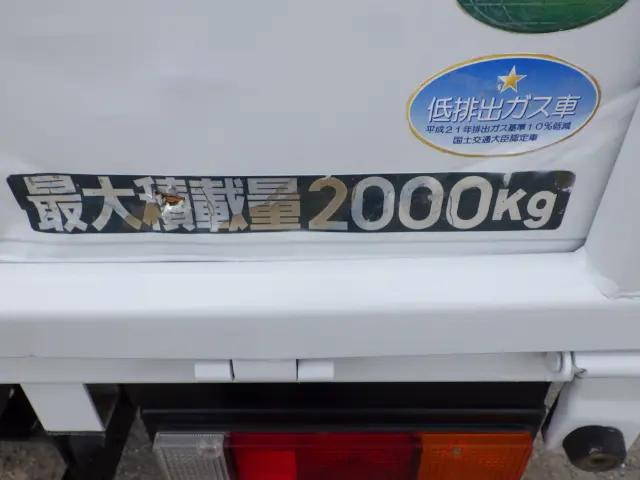 低排出ガス車
平成21年排出ガス基準10%低減
国土交通大臣認定車
最大積載量2000Kg